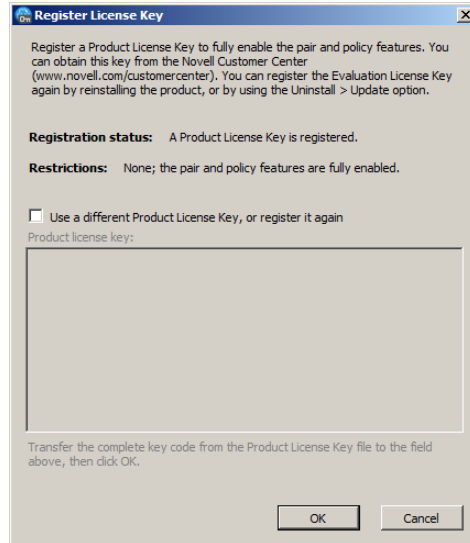 Register License Key
Register a Product License Key to fully enable the pair and policy features. You
can obtain this key from the Novell Customer Center
(www.novell.com/customercenter). You can register the Evaluation License Key
again by reinstalling the product, or by using the Uninstall > Update option.
Registration status: A Product License Key is registered.
Restrictions: None; the pair and policy features are fully enabled.
Use a different Product License Key, or register it again
Product license key:
Transfer the complete key code from the Product License Key file to the field
above, then click OK.
OK Cancel